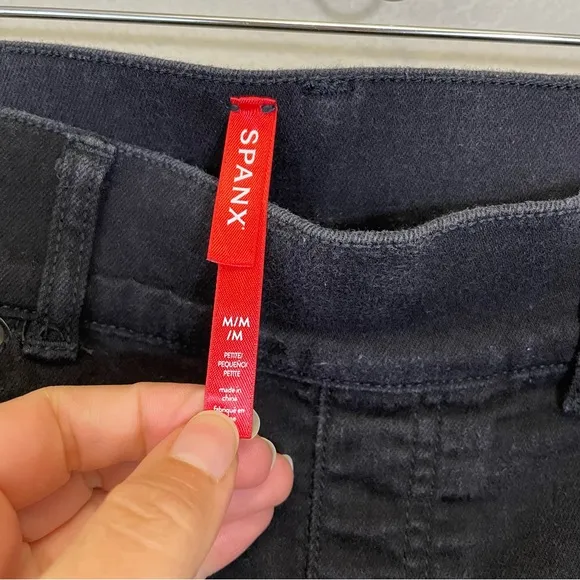 SPANX
M/M
/M
PETITE/
PEQUEÑO/
PETITE
made in
china
fabriqué en